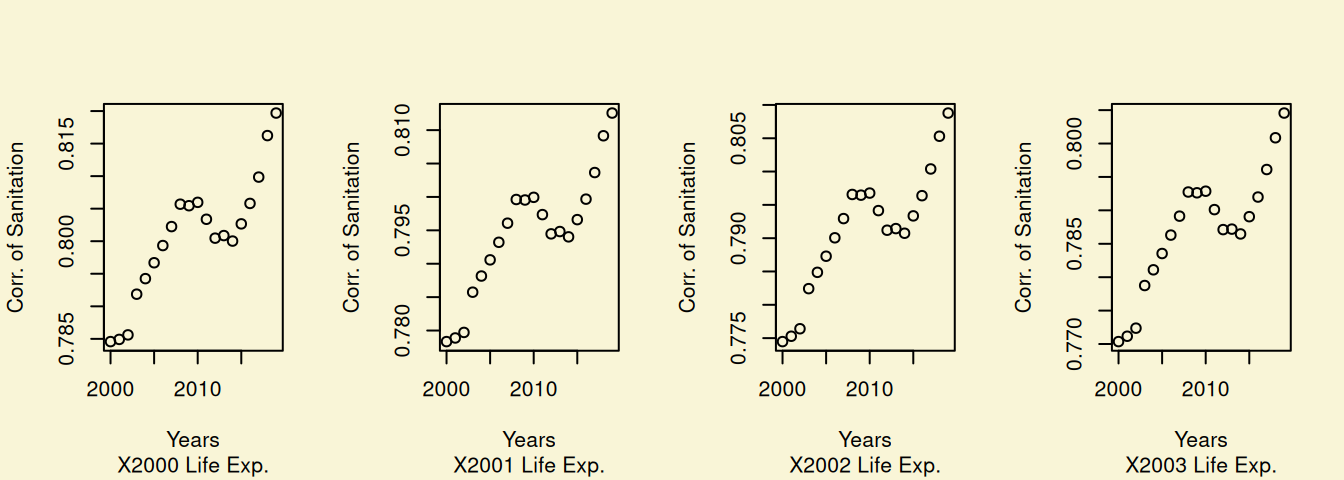 Corr. of Sanitation
0.785 0.800 0.815
2000 2010
Years
X2000 Life Exp.
Corr. of Sanitation
0.780 0.795 0.810
2000 2010
Years
X2001 Life Exp.
Corr. of Sanitation
0.775 0.790 0.805
2000 2010
Years
X2002 Life Exp.
Corr. of Sanitation
0.770 0.785 0.800
2000 2010
Years
X2003 Life Exp.